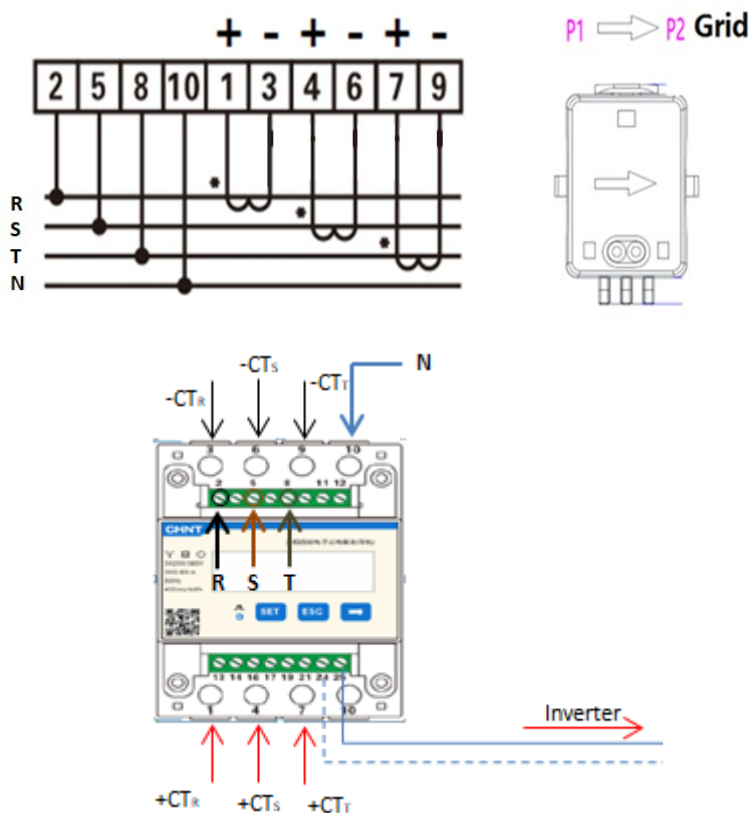 + - + - + -
P1 P2 Grid
2 5 8 10 1 3 4 6 7 9
R
S
T
N
-CTS N
-CTR -CTT
3 6 9 10
2 5 8 11 12
CHNT
R S T
SET ESC
13 14 16 17 19 21 24 25
1 4 7 10
Inverter
+CTR +CTS +CTT